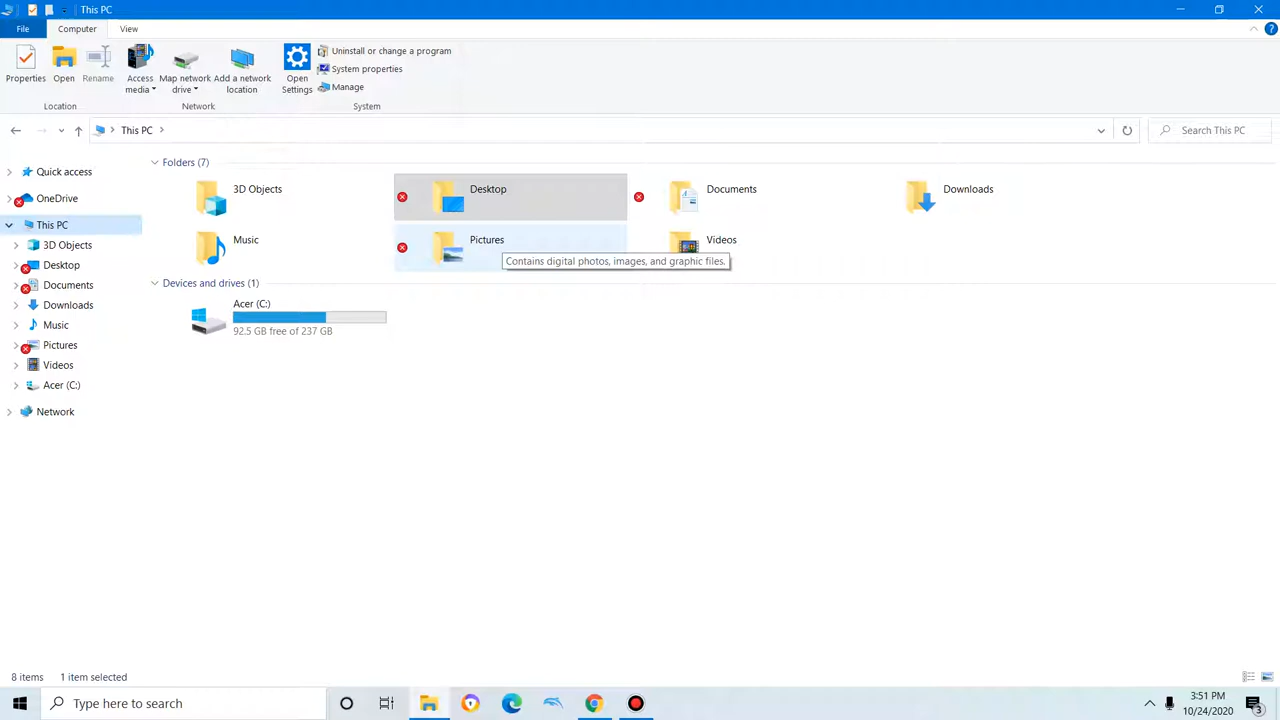 This PC
File Computer View
Properties Open Rename Access media Map network drive Add a network location Open Settings Uninstall or change a program
System properties
Manage
Location Network System
This PC Search This PC
Quick access
OneDrive
This PC
3D Objects
Desktop
Documents
Downloads
Music
Pictures
Videos
Acer (C:)
Network
Folders (7)
3D Objects Desktop Documents Downloads
Music Pictures Videos
Contains digital photos, images, and graphic files.
Devices and drives (1)
Acer (C:)
92.5 GB free of 237 GB
8 items 1 item selected
Type here to search
3:51 PM
10/24/2020
3